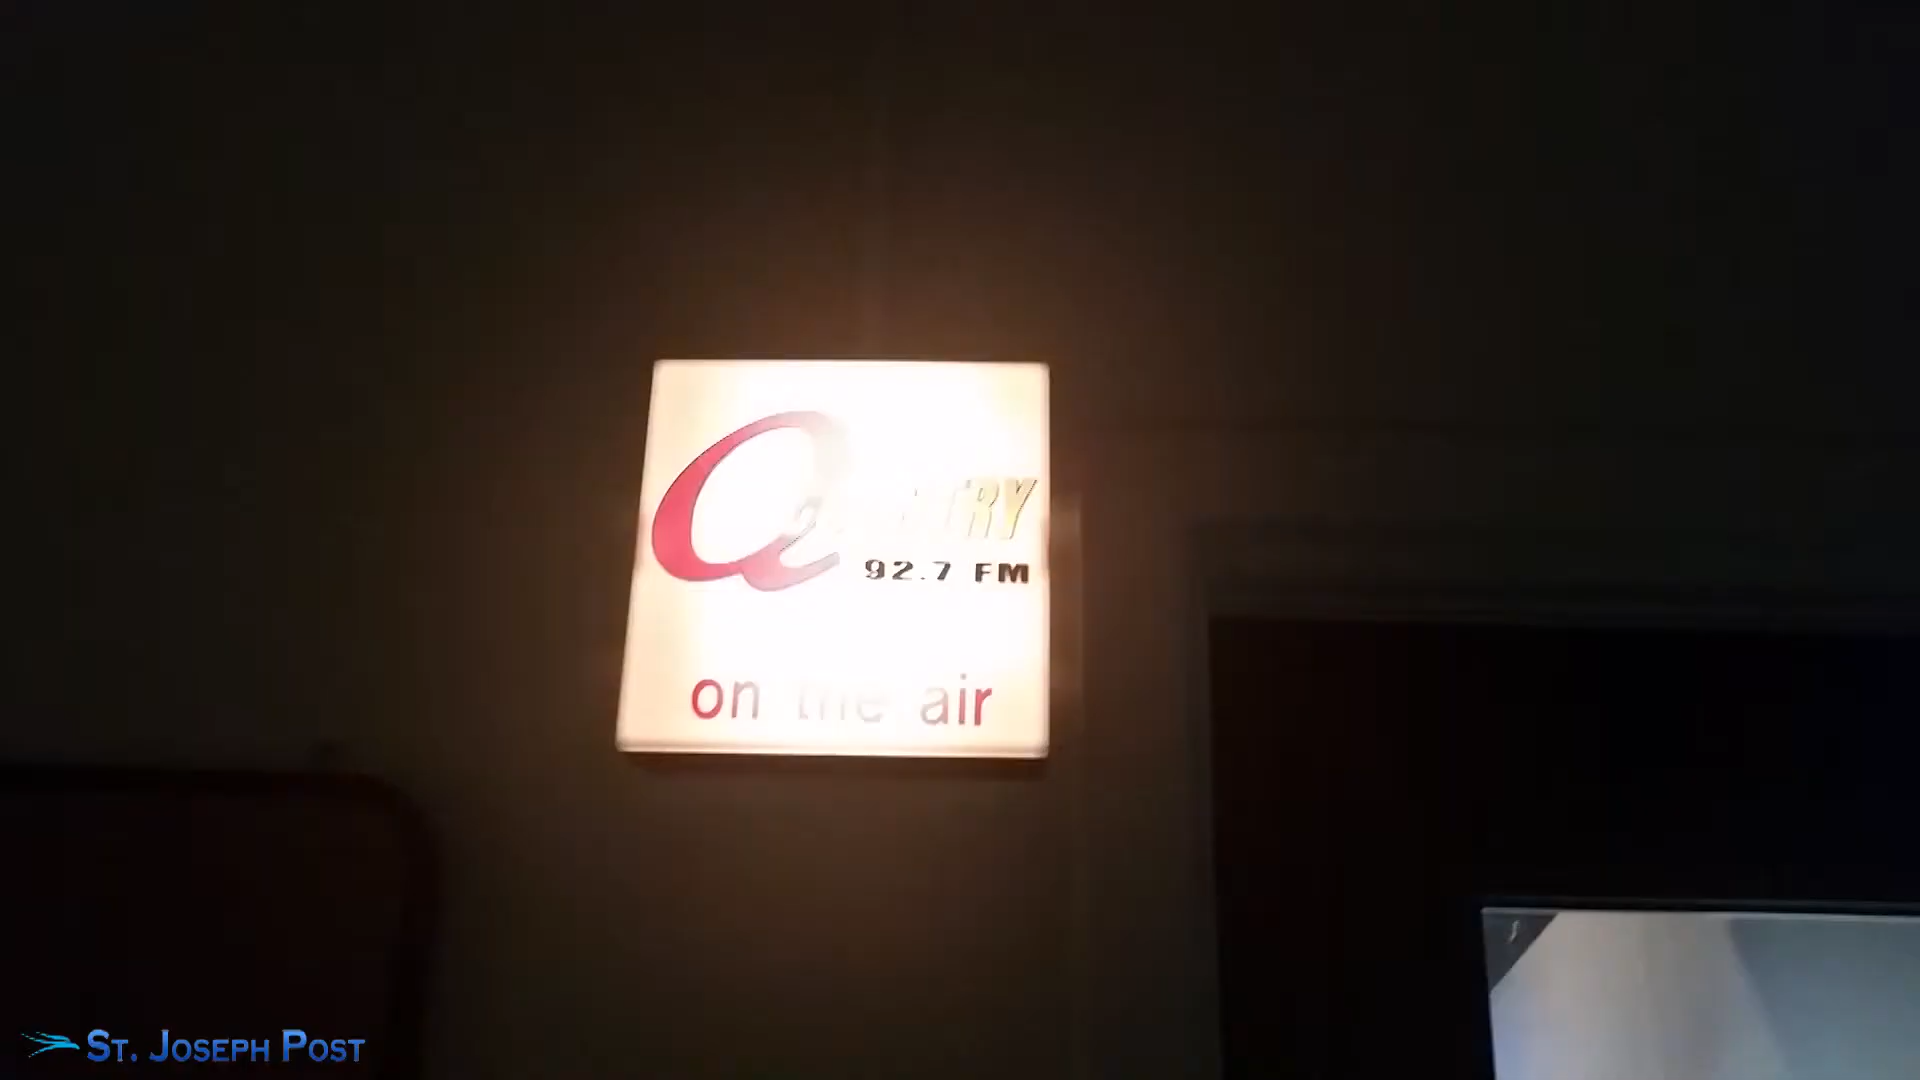 Q
92.7 FM
on the air
St. Joseph Post